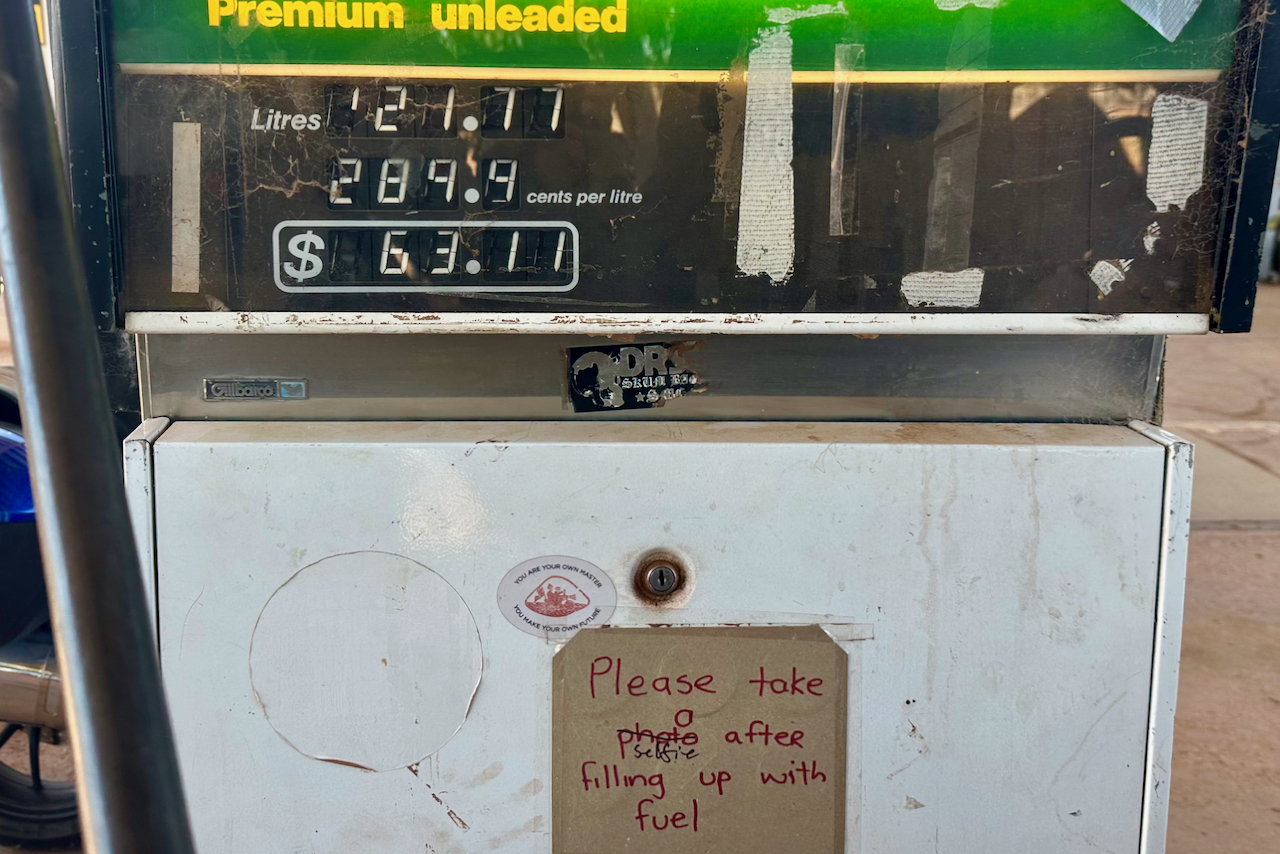 Premium unleaded
Litres 21.77
289.9 cents per litre
$ 63.11
Gilbarco
YOU ARE YOUR OWN MASTER
YOU MAKE YOUR OWN FUTURE
Please take
a
photo after
selfie
filling up with
fuel